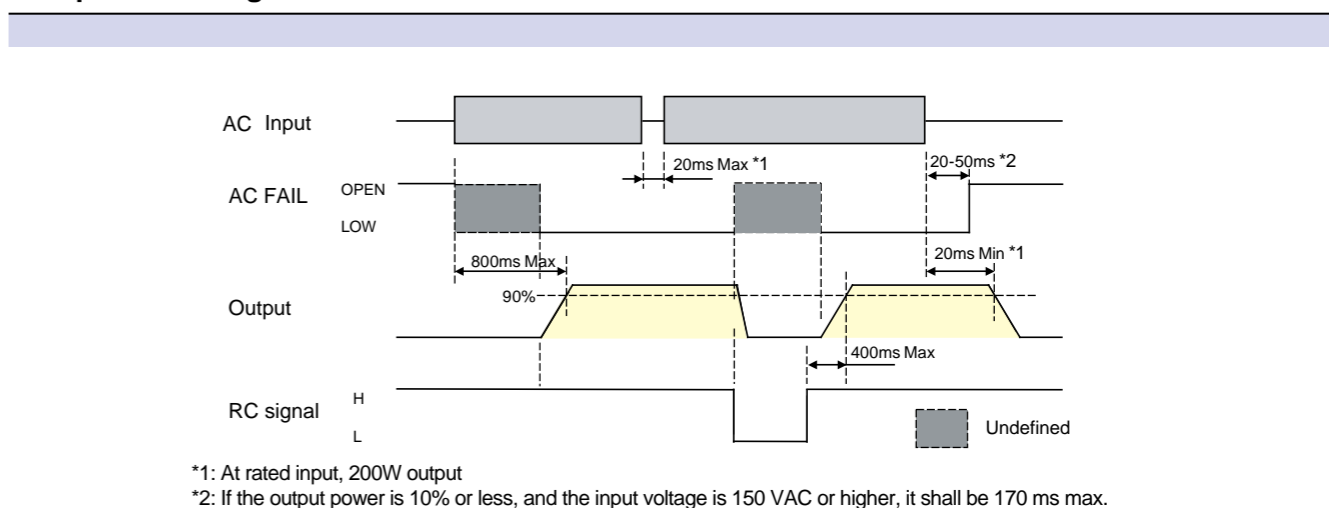 AC Input
20ms Max *1
20-50ms *2
AC FAIL
OPEN
LOW
800ms Max
20ms Min *1
90%
Output
400ms Max
RC signal
H
L
Undefined
*1: At rated input, 200W output
*2: If the output power is 10% or less, and the input voltage is 150 VAC or higher, it shall be 170 ms max.